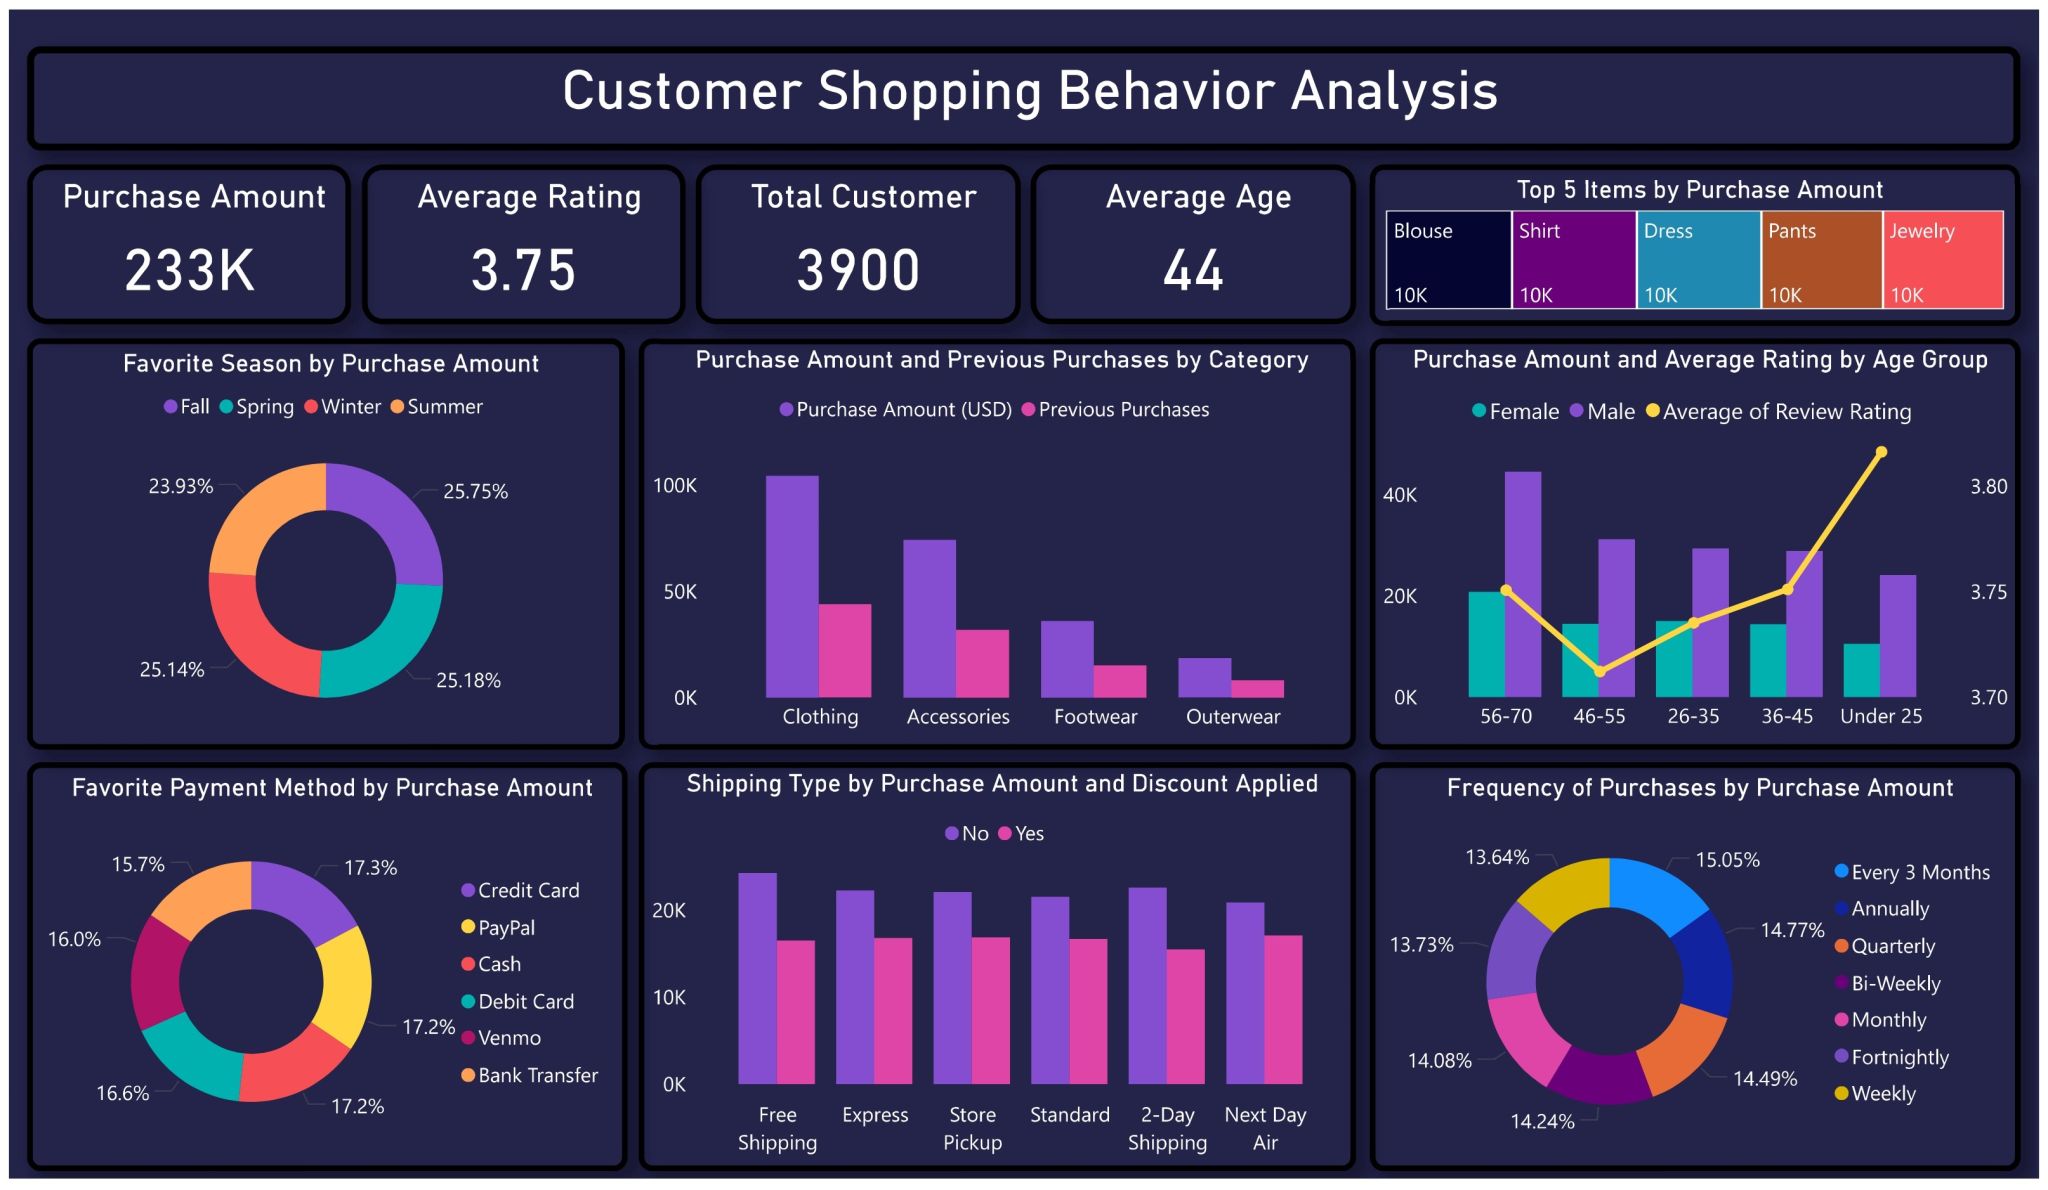 Customer Shopping Behavior Analysis
Purchase Amount
233K
Average Rating
3.75
Total Customer
3900
Average Age
44
Top 5 Items by Purchase Amount
Blouse Shirt Dress Pants Jewelry
10K 10K 10K 10K 10K
Favorite Season by Purchase Amount
Fall Spring Winter Summer
23.93%
25.75%
25.14%
25.18%
Purchase Amount and Previous Purchases by Category
Purchase Amount (USD) Previous Purchases
100K
50K
0K
Clothing Accessories Footwear Outerwear
Purchase Amount and Average Rating by Age Group
Female Male Average of Review Rating
40K
20K
0K
3.80
3.75
3.70
56-70 46-55 26-35 36-45 Under 25
Favorite Payment Method by Purchase Amount
15.7%
17.3%
16.0%
17.2%
16.6%
17.2%
Credit Card
PayPal
Cash
Debit Card
Venmo
Bank Transfer
Shipping Type by Purchase Amount and Discount Applied
No Yes
20K
10K
0K
Free Express Store Standard 2-Day Next Day
Shipping Pickup Shipping Air
Frequency of Purchases by Purchase Amount
13.64%
15.05%
13.73%
14.77%
14.08%
14.49%
14.24%
Every 3 Months
Annually
Quarterly
Bi-Weekly
Monthly
Fortnightly
Weekly